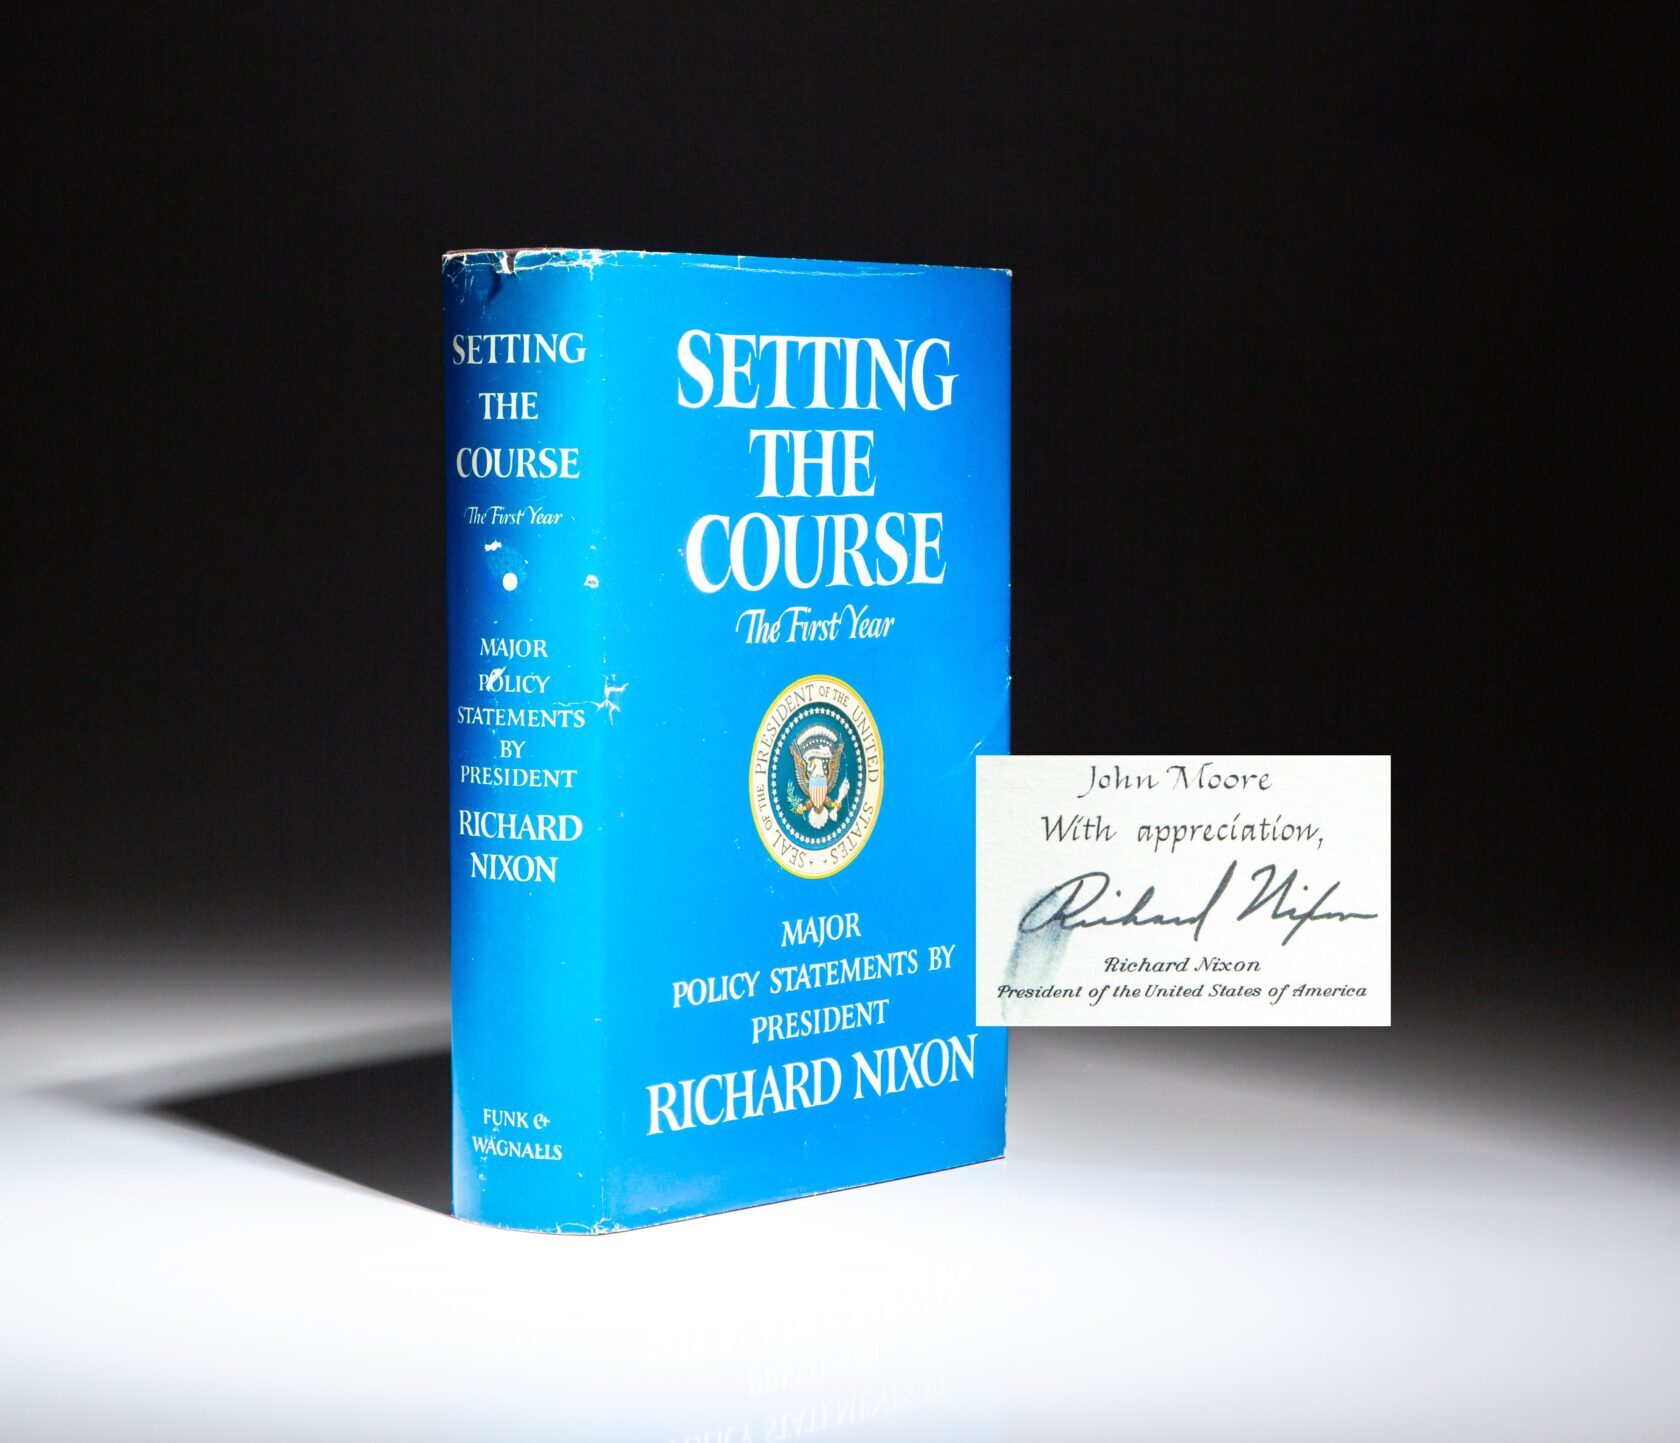 SETTING
THE
COURSE
The First Year
MAJOR
POLICY
STATEMENTS
BY
PRESIDENT
RICHARD
NIXON
FUNK &
WAGNALLS
SETTING
THE
COURSE
The First Year
SEAL OF THE PRESIDENT OF THE UNITED STATES
MAJOR
POLICY STATEMENTS BY
PRESIDENT
RICHARD NIXON
John Moore
With appreciation,
Richard Nixon
Richard Nixon
President of the United States of America